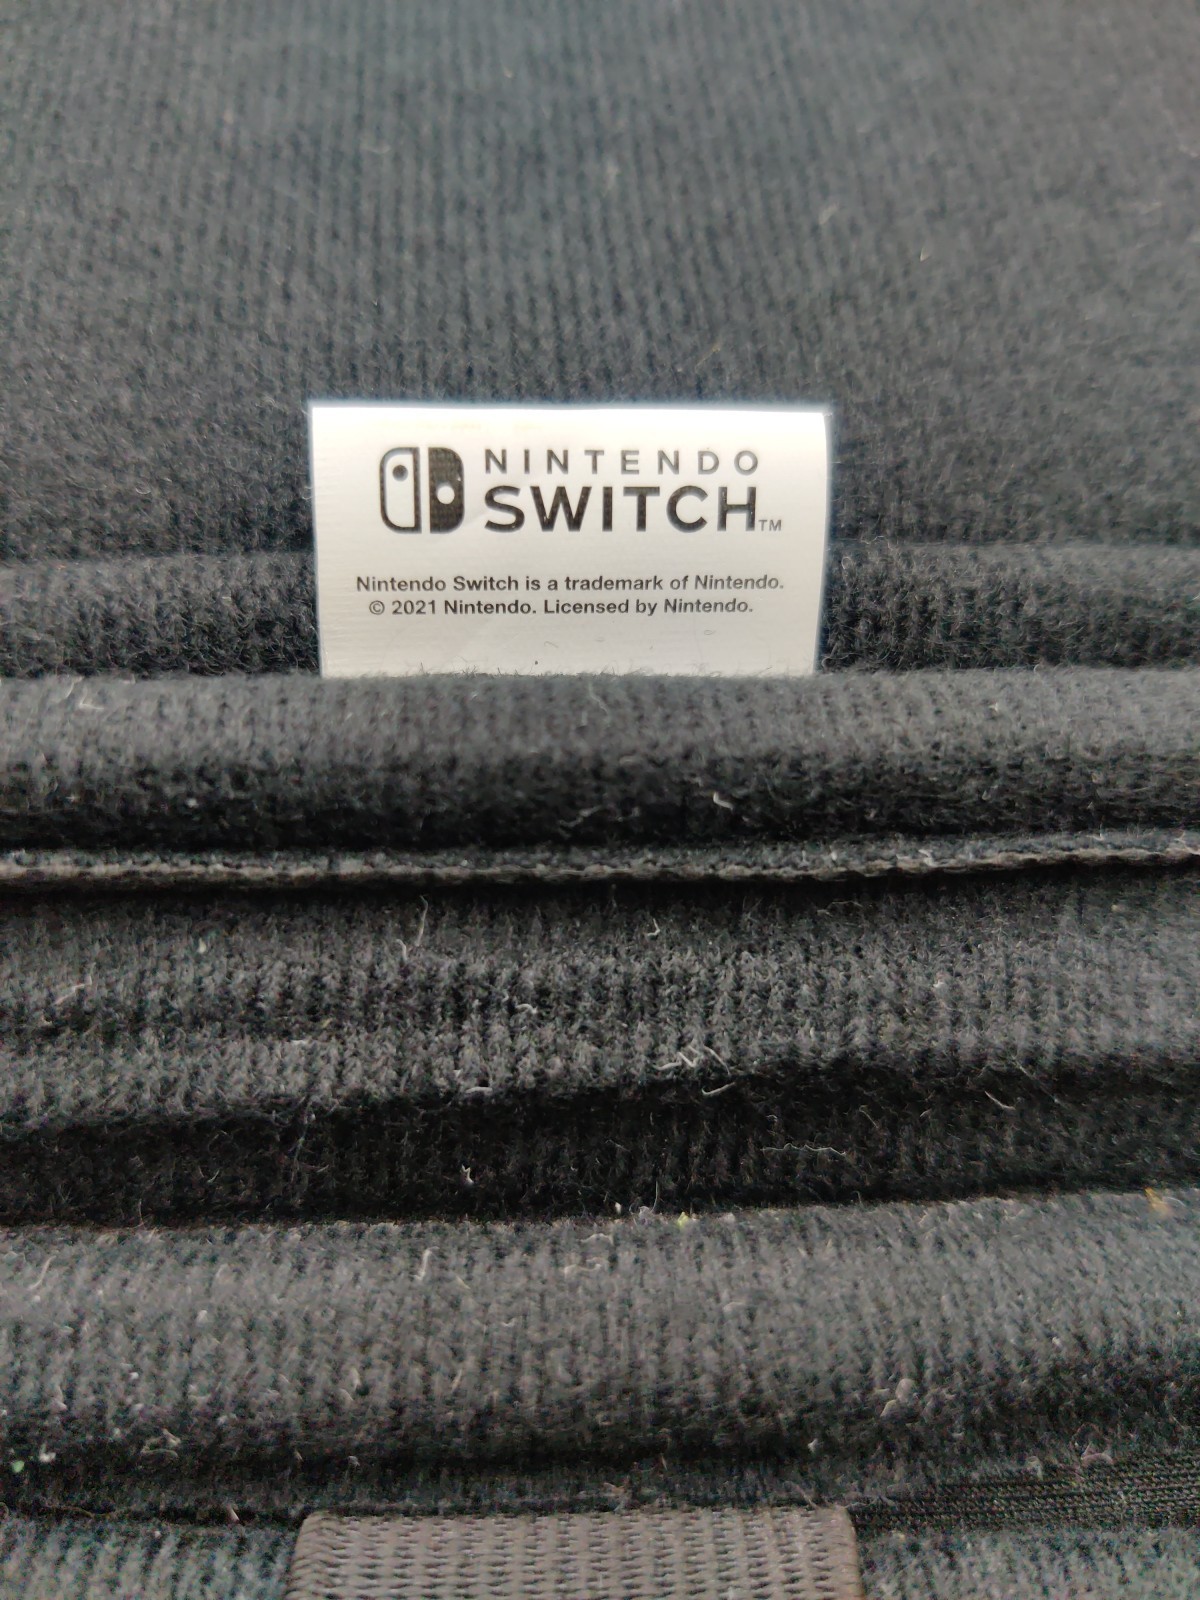 NINTENDO
SWITCH™
Nintendo Switch is a trademark of Nintendo.
© 2021 Nintendo. Licensed by Nintendo.